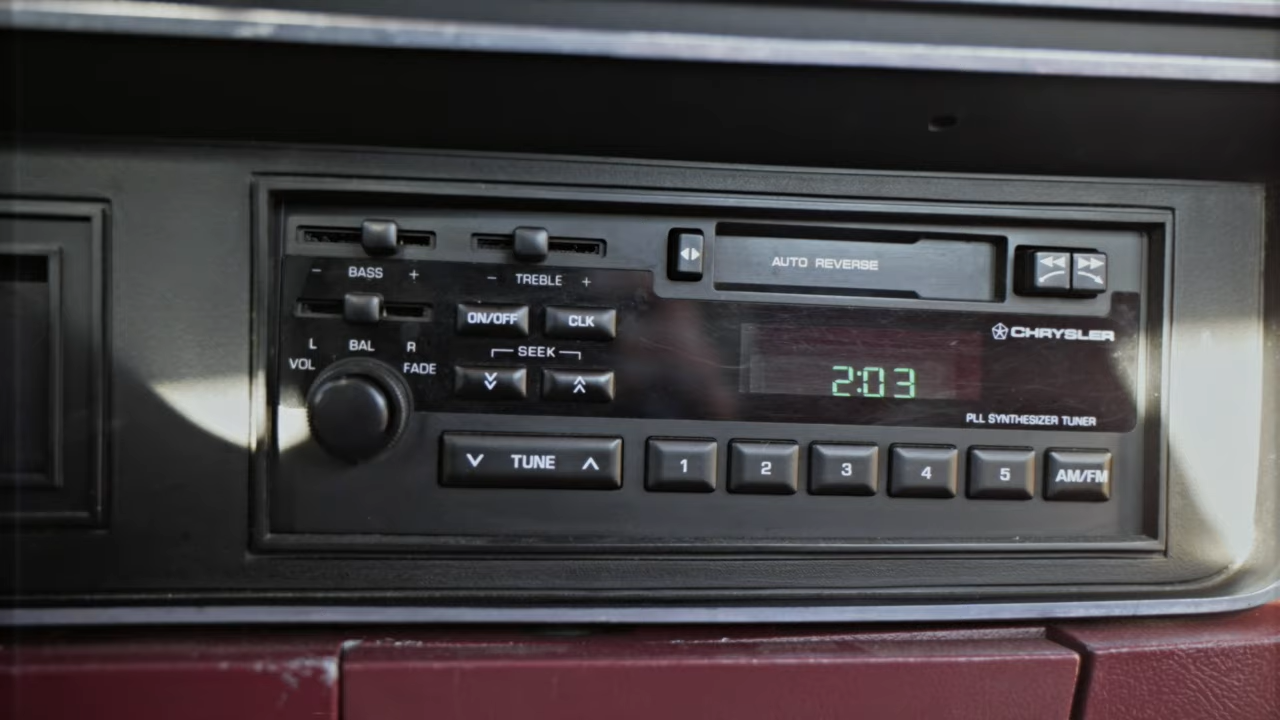 AUTO REVERSE
- BASS +
- TREBLE +
ON/OFF CLK
CHRYSLER
L BAL R
SEEK
VOL FADE
2:03
PLL SYNTHESIZER TUNER
TUNE 1 2 3 4 5 AM/FM